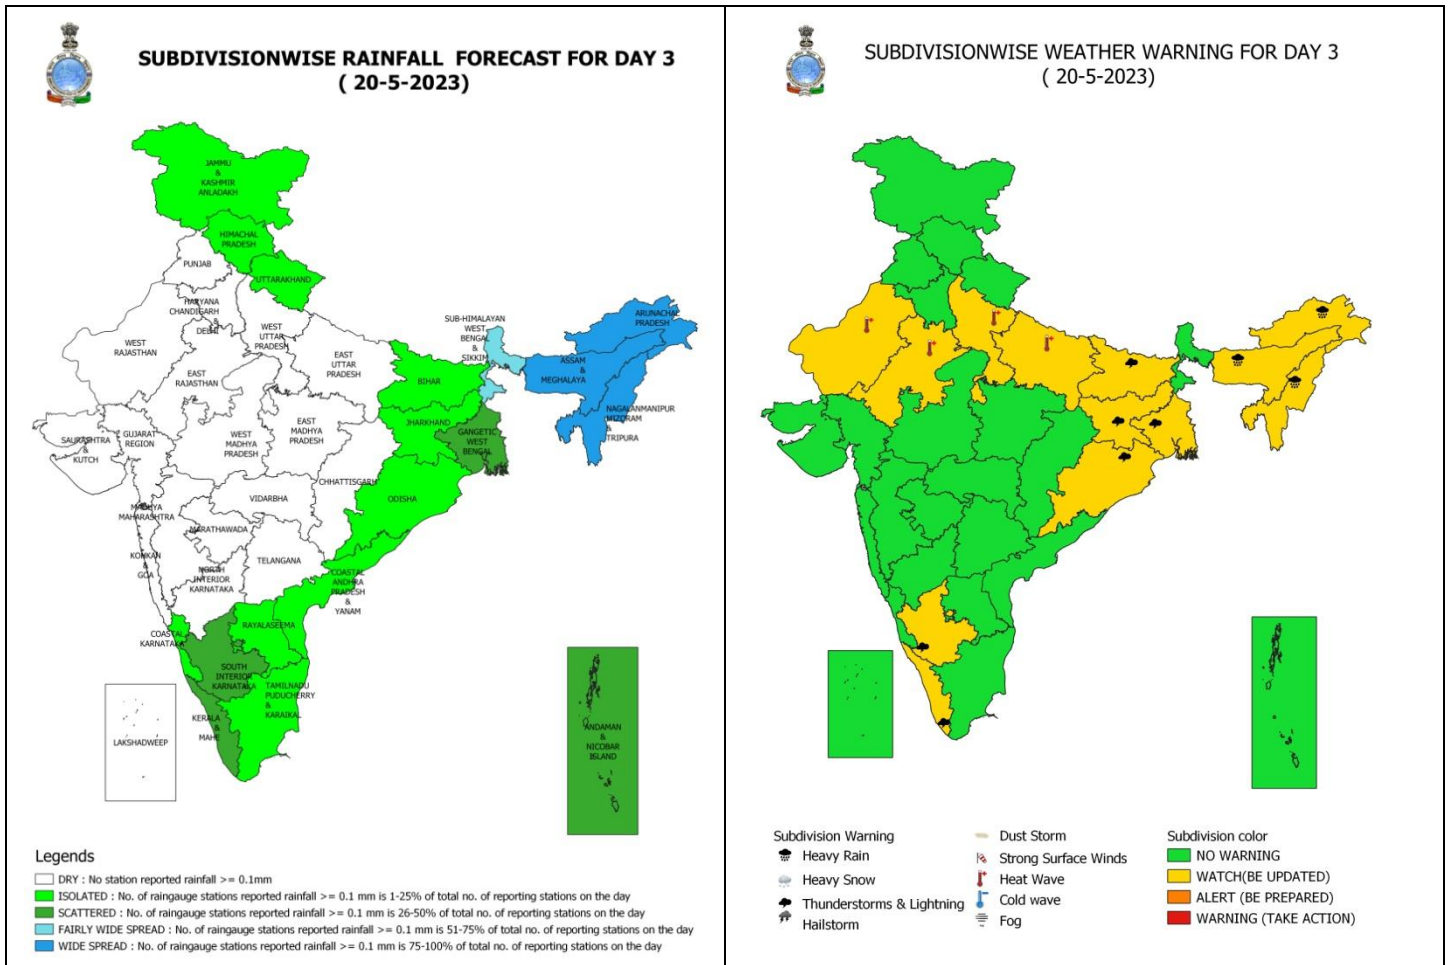 SUBDIVISIONWISE RAINFALL FORECAST FOR DAY 3
( 20-5-2023)
JAMMU
&
KASHMIR
ANLADAKH
HIMACHAL
PRADESH
PUNJAB
UTTARAKHAND
HARYANA
CHANDIGARH
&
DELHI
WEST
UTTAR
PRADESH
WEST
RAJASTHAN
EAST
RAJASTHAN
EAST
UTTAR
PRADESH
SUB-HIMALAYAN
WEST
BENGAL
&
SIKKIM
ARUNACHAL
PRADESH
ASSAM
&
MEGHALAYA
NAGALANMANIPUR
MIZORAM
&
TRIPURA
BIHAR
JHARKHAND
GANGETIC
WEST
BENGAL
SAURASHTRA
&
KUTCH
GUJARAT
REGION
WEST
MADHYA
PRADESH
EAST
MADHYA
PRADESH
CHHATTISGARH
ODISHA
VIDARBHA
MADHYA
MAHARASHTRA
MARATHAWADA
KONKAN
&
GOA
NORTH
INTERIOR
KARNATAKA
TELANGANA
COASTAL
ANDHRA
PRADESH
&
YANAM
RAYALASEEMA
COASTAL
KARNATAKA
SOUTH
INTERIOR
KARNATAKA
TAMILNADU
PUDUCHERRY
&
KARAIKAL
KERALA
&
MAHE
LAKSHADWEEP
ANDAMAN
&
NICOBAR
ISLAND
Legends
DRY : No station reported rainfall >= 0.1mm
ISOLATED : No. of raingauge stations reported rainfall >= 0.1 mm is 1-25% of total no. of reporting stations on the day
SCATTERED : No. of raingauge stations reported rainfall >= 0.1 mm is 26-50% of total no. of reporting stations on the day
FAIRLY WIDE SPREAD : No. of raingauge stations reported rainfall >= 0.1 mm is 51-75% of total no. of reporting stations on the day
WIDE SPREAD : No. of raingauge stations reported rainfall >= 0.1 mm is 75-100% of total no. of reporting stations on the day
SUBDIVISIONWISE WEATHER WARNING FOR DAY 3
( 20-5-2023)
Subdivision Warning
Heavy Rain
Heavy Snow
Thunderstorms & Lightning
Hailstorm
Dust Storm
Strong Surface Winds
Heat Wave
Cold wave
Fog
Subdivision color
NO WARNING
WATCH(BE UPDATED)
ALERT (BE PREPARED)
WARNING (TAKE ACTION)